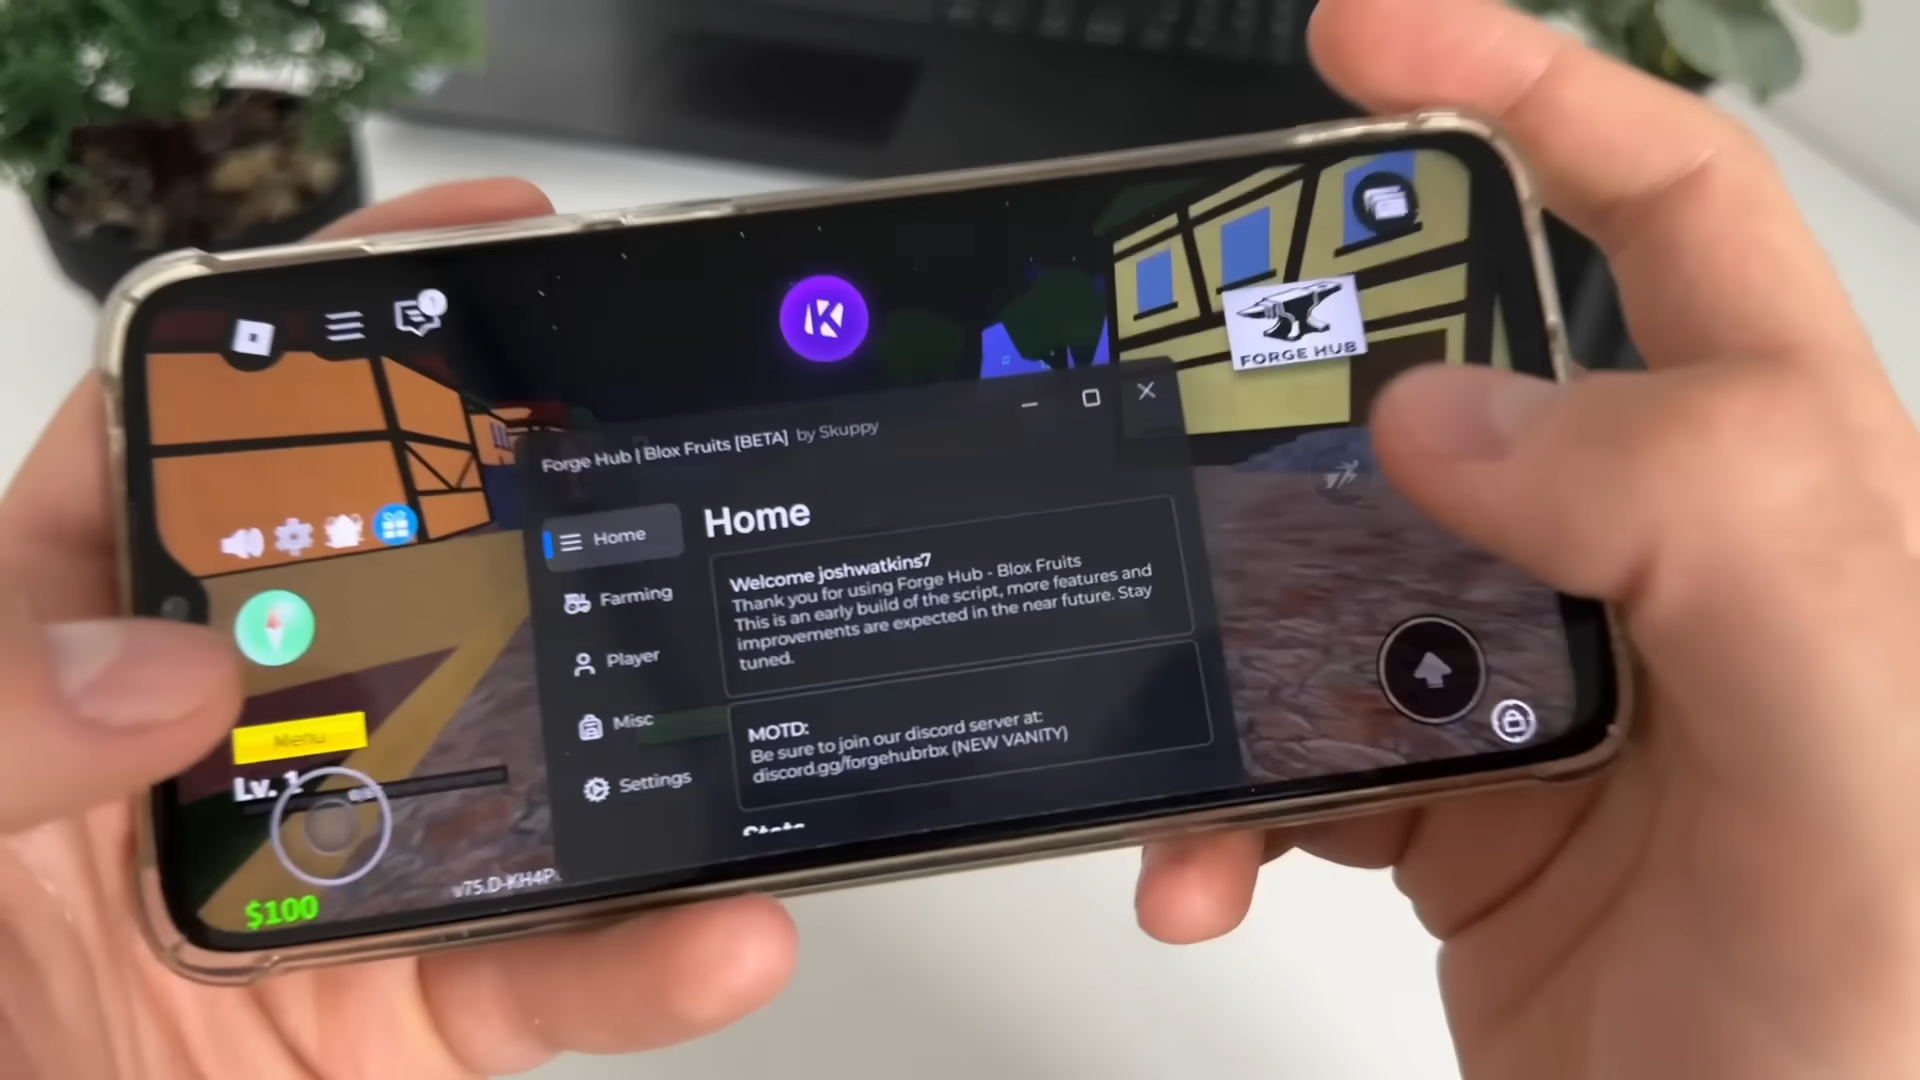 1
FORGE HUB
Forge Hub | Blox Fruits [BETA] by Skuppy
Home
Farming
Player
Misc
Settings
Home
Welcome joshwatkins7
Thank you for using Forge Hub - Blox Fruits
This is an early build of the script, more features and
improvements are expected in the near future. Stay
tuned.
MOTD:
Be sure to join our discord server at:
discord.gg/forgehubrbx (NEW VANITY)
Menu
Lv. 1
$100